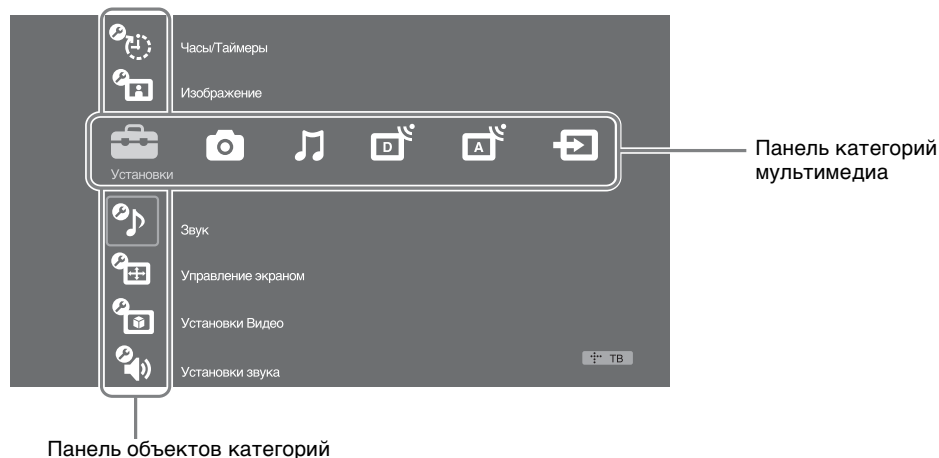 Часы/Таймеры
Изображение
D
A
Установки
Панель категорий
мультимедиа
Звук
Управление экраном
Установки Видео
Установки звука
ТВ
Панель объектов категорий